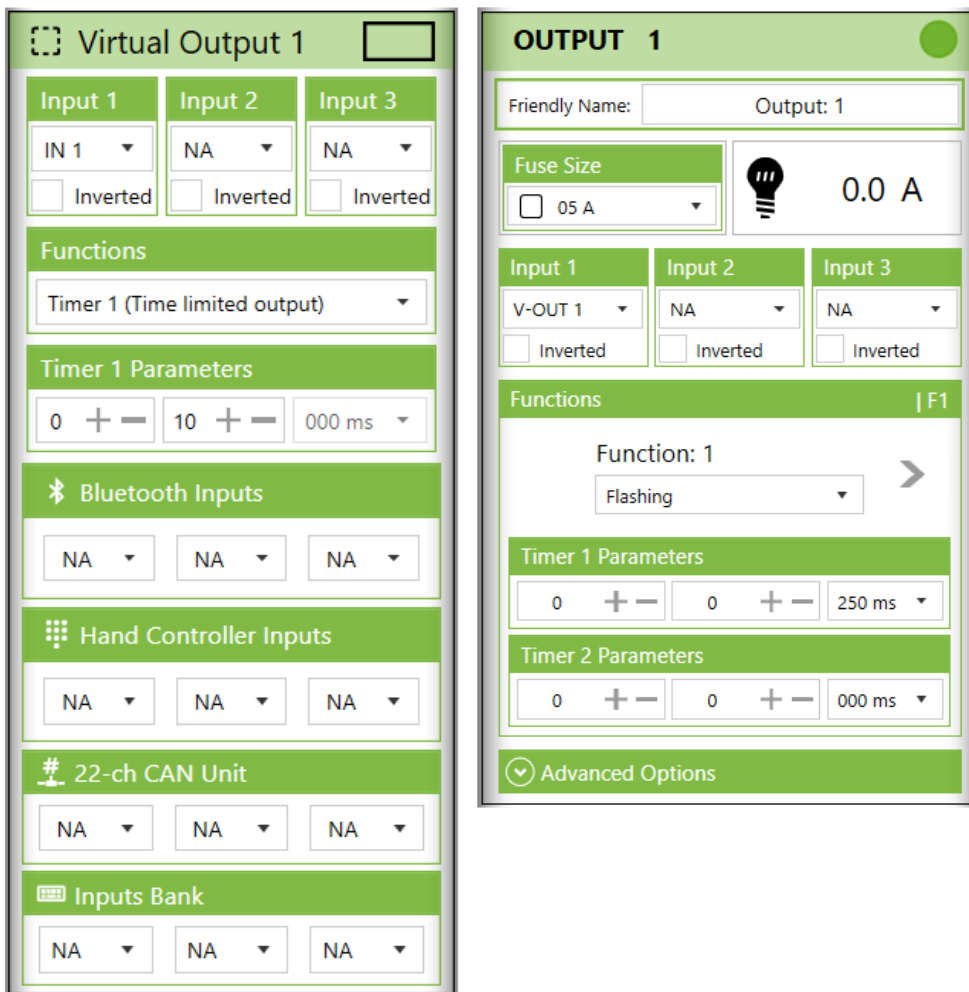 Virtual Output 1
Input 1 Input 2 Input 3
IN 1 NA NA
Inverted Inverted Inverted
Functions
Timer 1 (Time limited output)
Timer 1 Parameters
0 10 000 ms
Bluetooth Inputs
NA NA NA
Hand Controller Inputs
NA NA NA
# 22-ch CAN Unit
NA NA NA
Inputs Bank
NA NA NA
OUTPUT 1
Friendly Name: Output: 1
Fuse Size
05 A
0.0 A
Input 1 Input 2 Input 3
V-OUT 1 NA NA
Inverted Inverted Inverted
Functions | F1
Function: 1
Flashing
Timer 1 Parameters
0 0 250 ms
Timer 2 Parameters
0 0 000 ms
Advanced Options